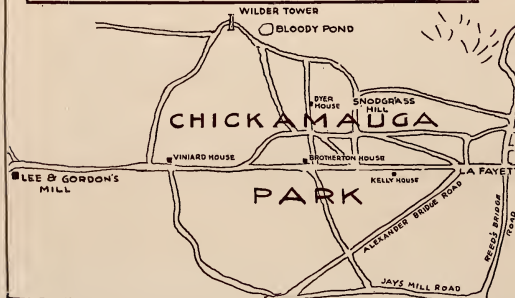 WILDER TOWER
BLOODY POND
DYER
HOUSE
SNODGRASS
HILL
CHICKAMAUGA
VINIARD HOUSE
BROTHERTON HOUSE
LEE & GORDON'S
MILL
KELLY HOUSE
LA FAYET
PARK
ALEXANDER BRIDGE ROAD
REED'S BRIDGE
ROAD
JAYS MILL ROAD